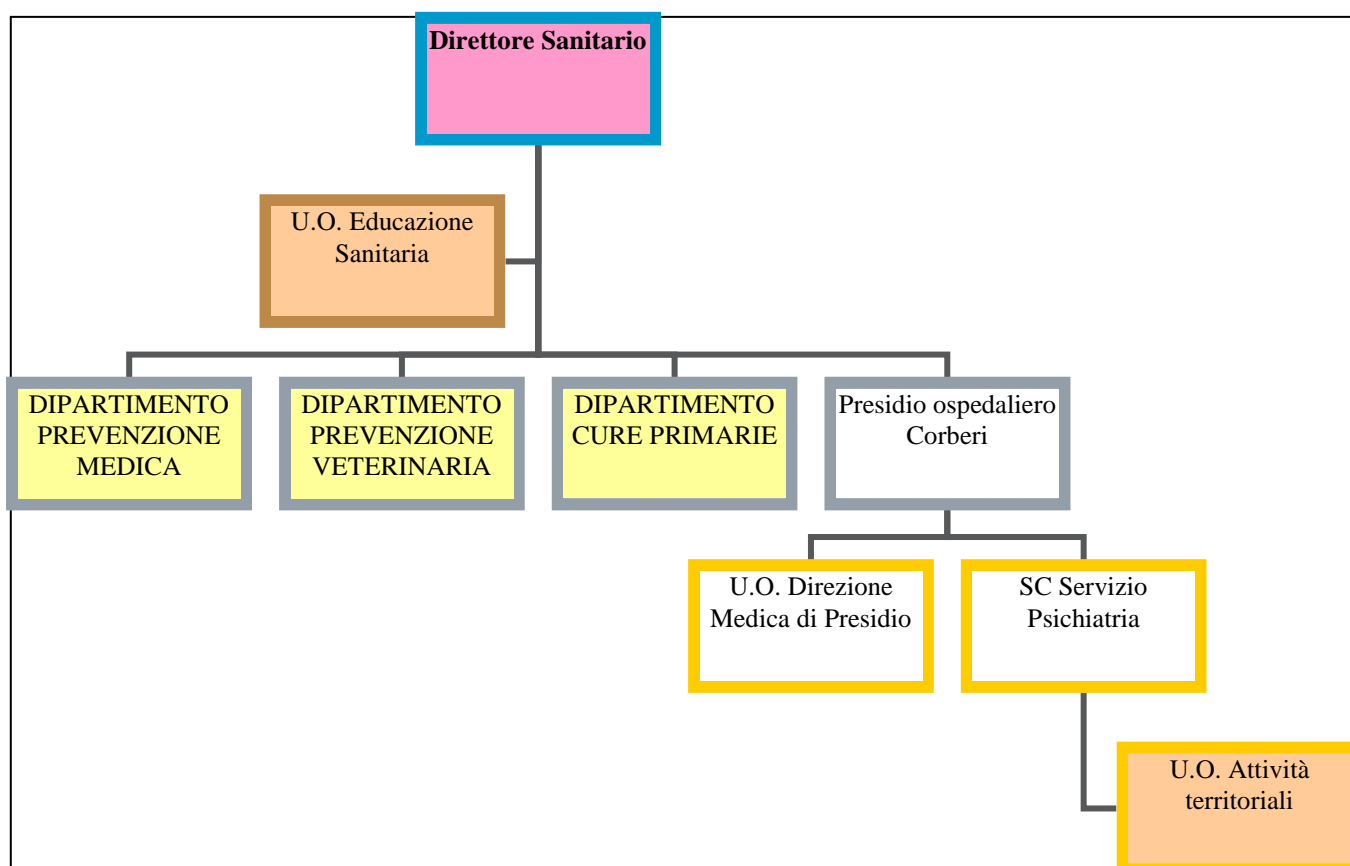 Direttore Sanitario
U.O. Educazione
Sanitaria
DIPARTIMENTO
PREVENZIONE
MEDICA
DIPARTIMENTO
PREVENZIONE
VETERINARIA
DIPARTIMENTO
CURE PRIMARIE
Presidio ospedaliero
Corberi
U.O. Direzione
Medica di Presidio
SC Servizio
Psichiatria
U.O. Attività
territoriali